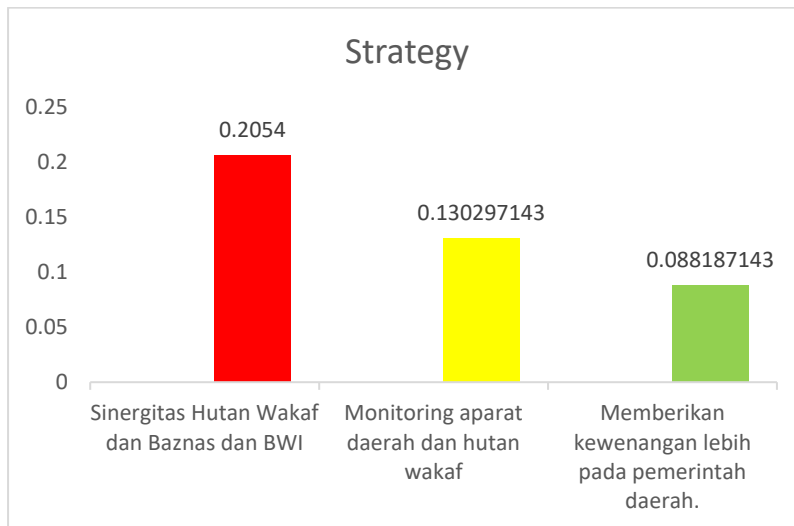 Strategy
0.25
0.2
0.15
0.1
0.05
0
0.2054
0.130297143
0.088187143
Sinergitas Hutan Wakaf
dan Baznas dan BWI
Monitoring aparat
daerah dan hutan
wakaf
Memberikan
kewenangan lebih
pada pemerintah
daerah.